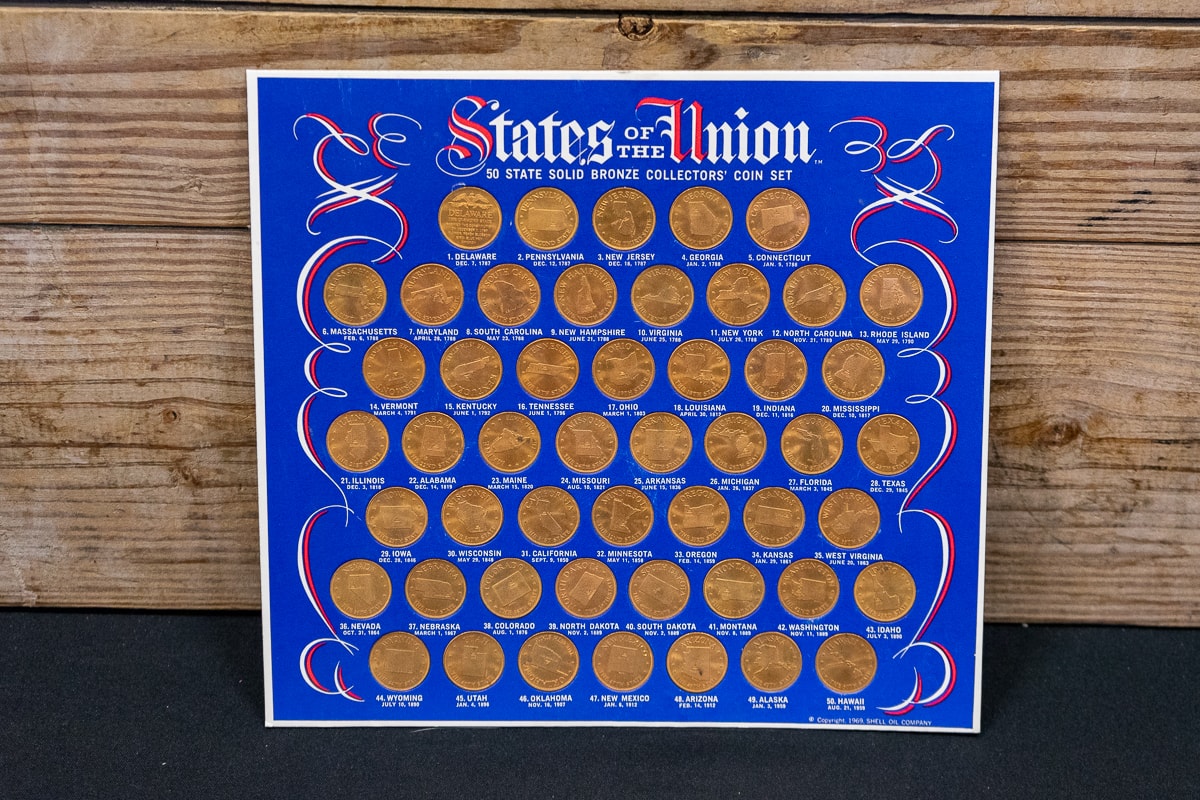 States OF THE Union™
50 STATE SOLID BRONZE COLLECTORS' COIN SET
DELAWARE
PENNSYLVANIA
NEW JERSEY
GEORGIA
CONNECTICUT
1. DELAWARE 2. PENNSYLVANIA 3. NEW JERSEY 4. GEORGIA 5. CONNECTICUT
DEC. 7, 1787 DEC. 12, 1787 DEC. 18, 1787 JAN. 2, 1788 JAN. 9, 1788
6. MASSACHUSETTS 7. MARYLAND 8. SOUTH CAROLINA 9. NEW HAMPSHIRE 10. VIRGINIA 11. NEW YORK 12. NORTH CAROLINA 13. RHODE ISLAND
FEB. 6, 1788 APRIL 28, 1788 MAY 23, 1788 JUNE 21, 1788 JUNE 25, 1788 JULY 26, 1788 NOV. 21, 1789 MAY 29, 1790
14. VERMONT 15. KENTUCKY 16. TENNESSEE 17. OHIO 18. LOUISIANA 19. INDIANA 20. MISSISSIPPI
MARCH 4, 1791 JUNE 1, 1792 JUNE 1, 1796 MARCH 1, 1803 APRIL 30, 1812 DEC. 11, 1816 DEC. 10, 1817
21. ILLINOIS 22. ALABAMA 23. MAINE 24. MISSOURI 25. ARKANSAS 26. MICHIGAN 27. FLORIDA 28. TEXAS
DEC. 3, 1818 DEC. 14, 1819 MARCH 15, 1820 AUG. 10, 1821 JUNE 15, 1836 JAN. 26, 1837 MARCH 3, 1845 DEC. 29, 1845
29. IOWA 30. WISCONSIN 31. CALIFORNIA 32. MINNESOTA 33. OREGON 34. KANSAS 35. WEST VIRGINIA
DEC. 28, 1846 MAY 29, 1848 SEPT. 9, 1850 MAY 11, 1858 FEB. 14, 1859 JAN. 29, 1861 JUNE 20, 1863
36. NEVADA 37. NEBRASKA 38. COLORADO 39. NORTH DAKOTA 40. SOUTH DAKOTA 41. MONTANA 42. WASHINGTON 43. IDAHO
OCT. 31, 1864 MARCH 1, 1867 AUG. 1, 1876 NOV. 2, 1889 NOV. 2, 1889 NOV. 8, 1889 NOV. 11, 1889 JULY 3, 1890
44. WYOMING 45. UTAH 46. OKLAHOMA 47. NEW MEXICO 48. ARIZONA 49. ALASKA 50. HAWAII
JULY 10, 1890 JAN. 4, 1896 NOV. 16, 1907 JAN. 6, 1912 FEB. 14, 1912 JAN. 3, 1959 AUG. 21, 1959
© Copyright, 1969, SHELL OIL COMPANY